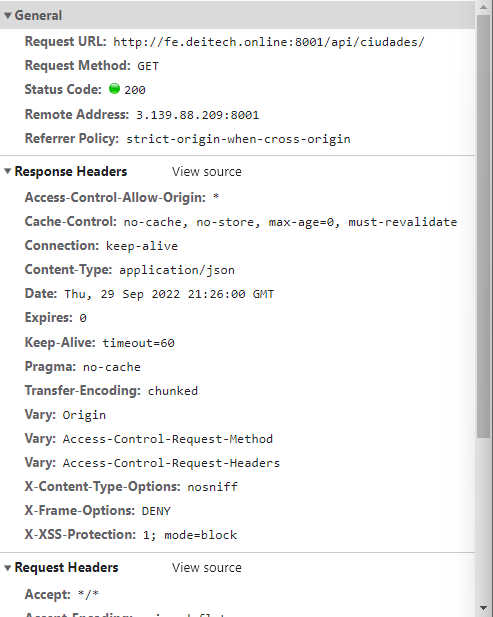 General
Request URL: http://fe.deitech.online:8001/api/ciudades/
Request Method: GET
Status Code: 200
Remote Address: 3.139.88.209:8001
Referrer Policy: strict-origin-when-cross-origin
Response Headers View source
Access-Control-Allow-Origin: *
Cache-Control: no-cache, no-store, max-age=0, must-revalidate
Connection: keep-alive
Content-Type: application/json
Date: Thu, 29 Sep 2022 21:26:00 GMT
Expires: 0
Keep-Alive: timeout=60
Pragma: no-cache
Transfer-Encoding: chunked
Vary: Origin
Vary: Access-Control-Request-Method
Vary: Access-Control-Request-Headers
X-Content-Type-Options: nosniff
X-Frame-Options: DENY
X-XSS-Protection: 1; mode=block
Request Headers View source
Accept: */*
Accept-Encoding: